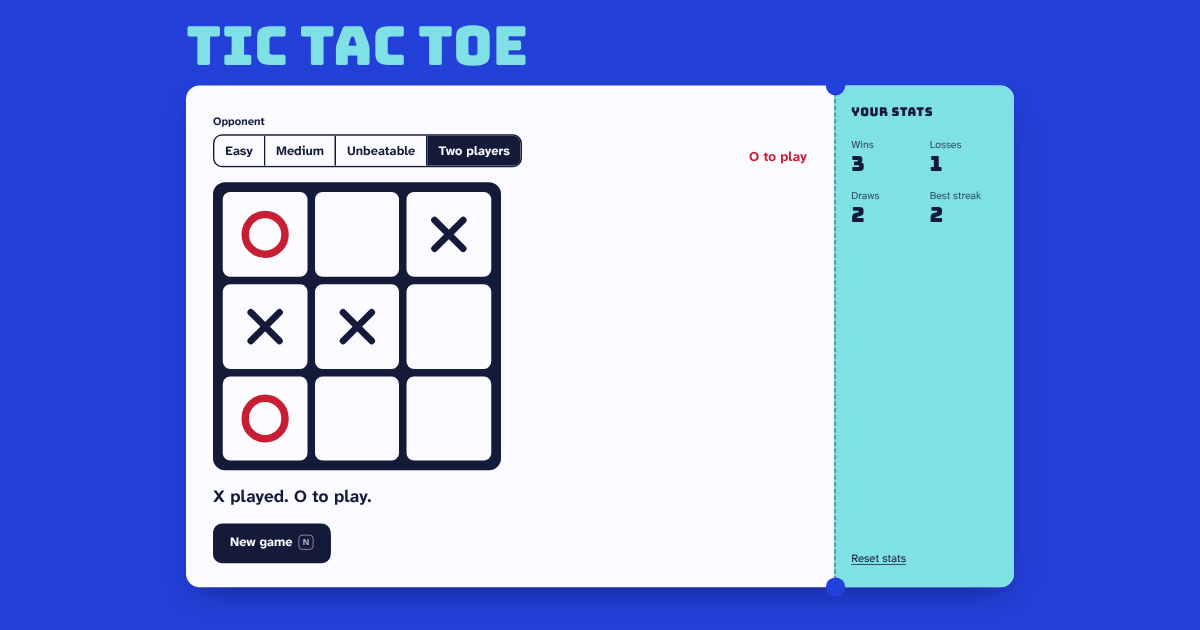 TIC TAC TOE
Opponent
Easy Medium Unbeatable Two players
O to play
X played. O to play.
New game N
YOUR STATS
Wins Losses
3 1
Draws Best streak
2 2
Reset stats